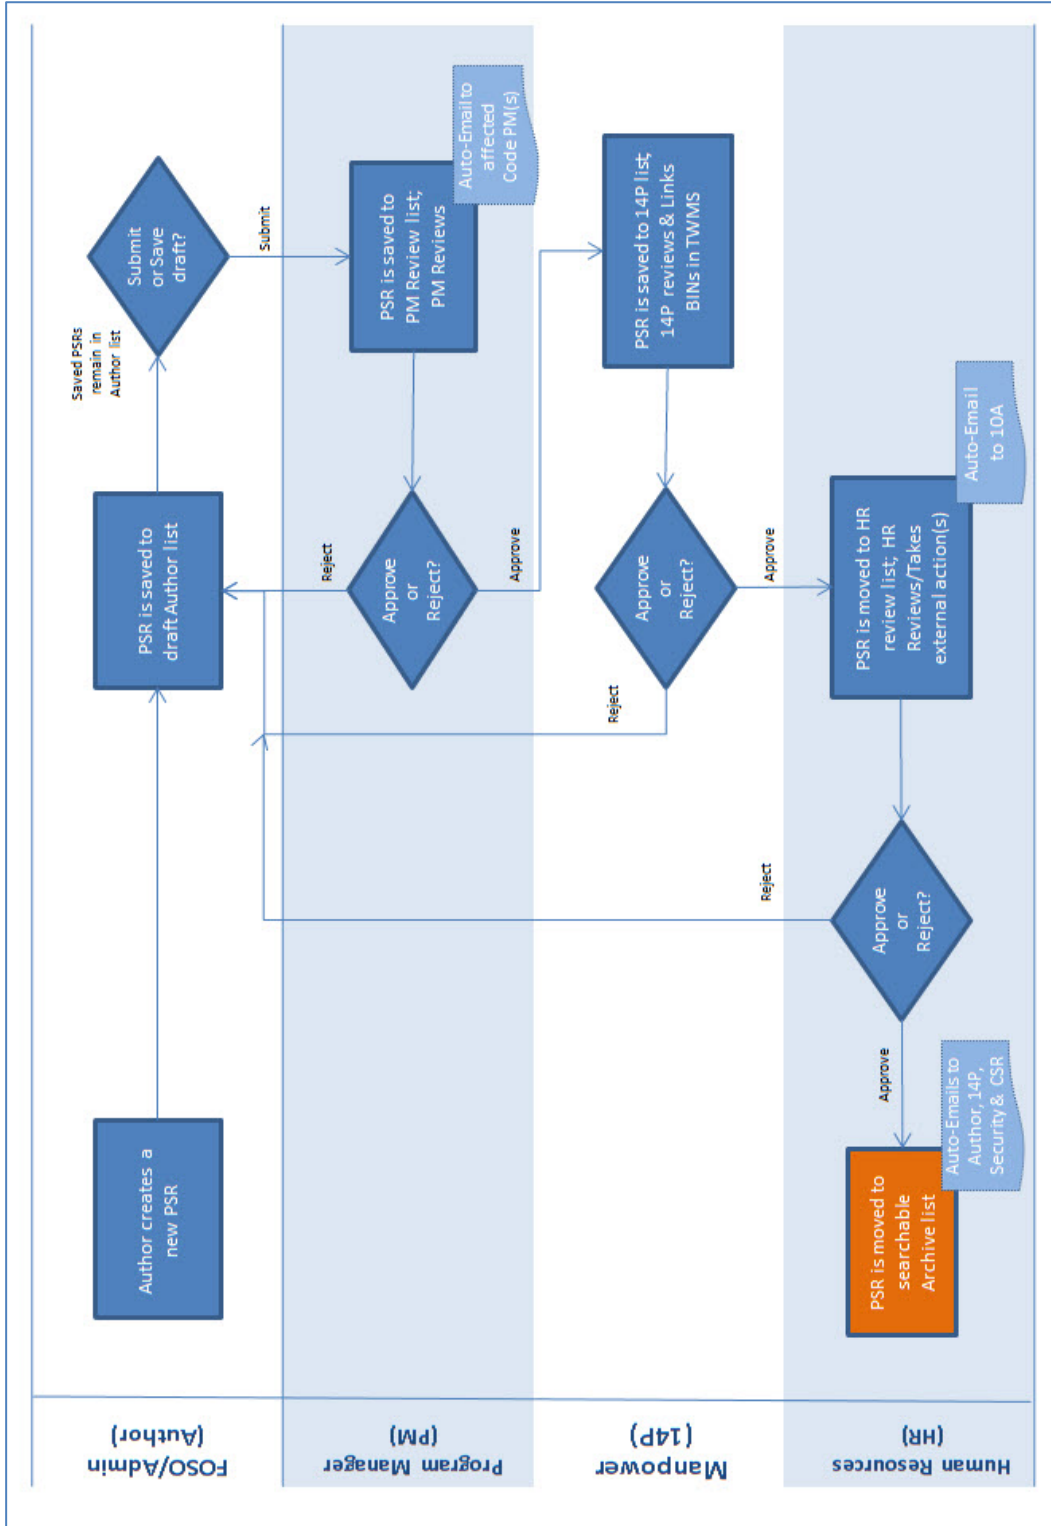 FOSO/Admin
(Author)
Author creates a
new PSR
PSR is saved to
draft Author list
Saved PSRs
remain in
Author list
Submit
or Save
draft?
Submit
Program Manager
(PM)
PSR is saved to
PM Review list;
PM Reviews
Auto-Email to
affected
Code PM(s)
Approve
or
Reject?
Reject
Approve
Manpower
(14P)
PSR is saved to 14P list,
14P reviews & Links
BINs in TWMS
Approve
or
Reject?
Reject
Approve
Human Resources
(HR)
PSR is moved to HR
review list; HR
Reviews/Takes
external action(s)
Auto-Email
to 10A
Approve
or
Reject?
Reject
Approve
PSR is moved to
searchable
Archive list
Auto-Emails to
Author, 14P,
Security & CSR